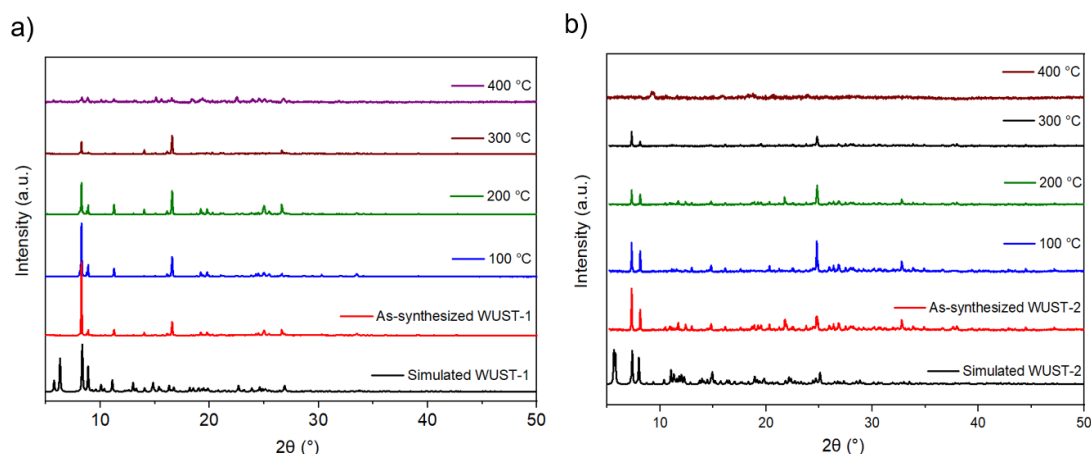 a)
400 °C
300 °C
200 °C
100 °C
As-synthesized WUST-1
Simulated WUST-1
Intensity (a.u.)
10 20 30 40 50
2θ (°)
b)
400 °C
300 °C
200 °C
100 °C
As-synthesized WUST-2
Simulated WUST-2
Intensity (a.u.)
10 20 30 40 50
2θ (°)